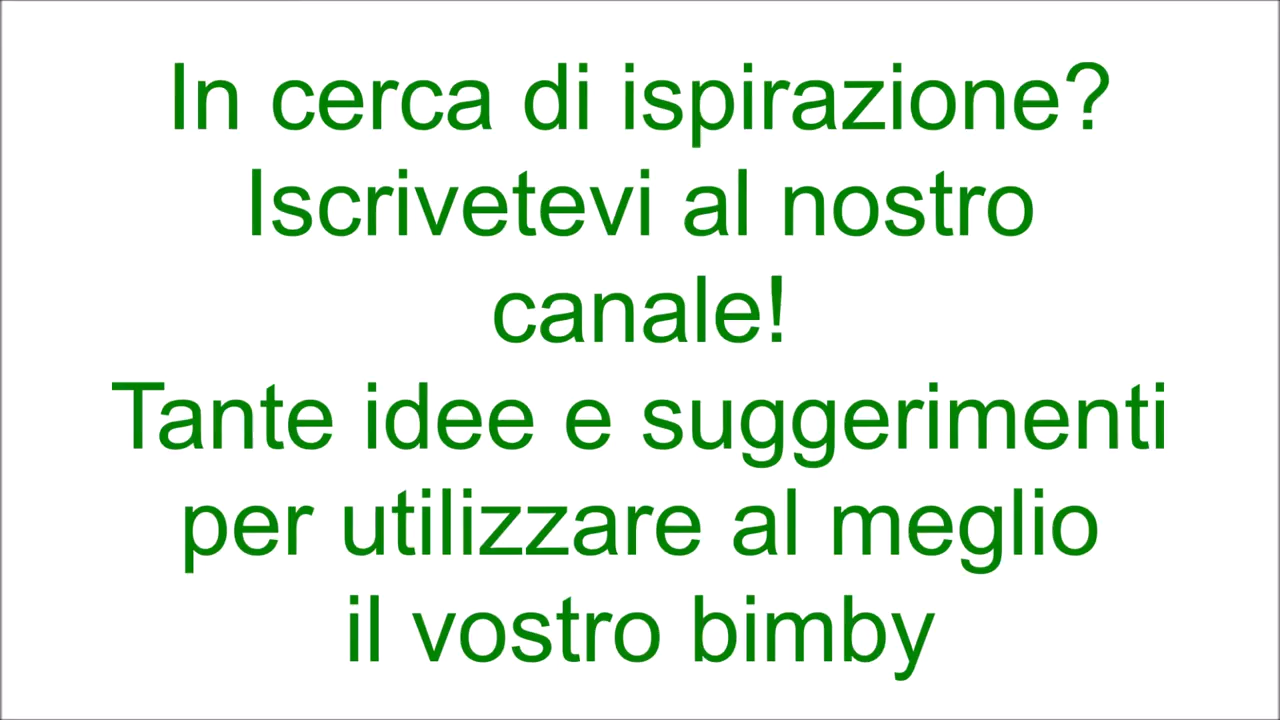 In cerca di ispirazione?
Iscrivetevi al nostro
canale!
Tante idee e suggerimenti
per utilizzare al meglio
il vostro bimby